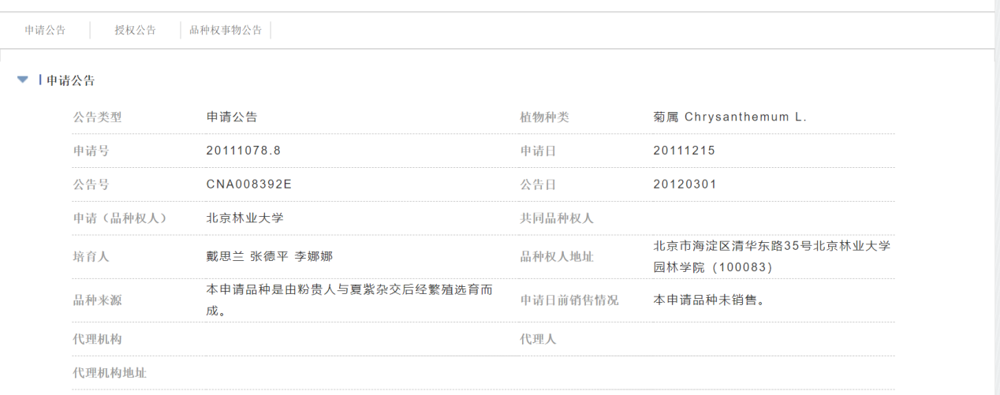 申请公告 授权公告 品种权事物公告
申请公告
公告类型 申请公告 植物种类 菊属 Chrysanthemum L.
申请号 20111078.8 申请日 20111215
公告号 CNA008392E 公告日 20120301
申请（品种权人） 北京林业大学 共同品种权人
培育人 戴思兰 张德平 李娜娜 品种权人地址 北京市海淀区清华东路35号北京林业大学
园林学院 (100083)
品种来源 本申请品种是由粉贵人与夏紫杂交后经繁殖选育而
成。 申请日前销售情况 本申请品种未销售。
代理机构 代理人
代理机构地址